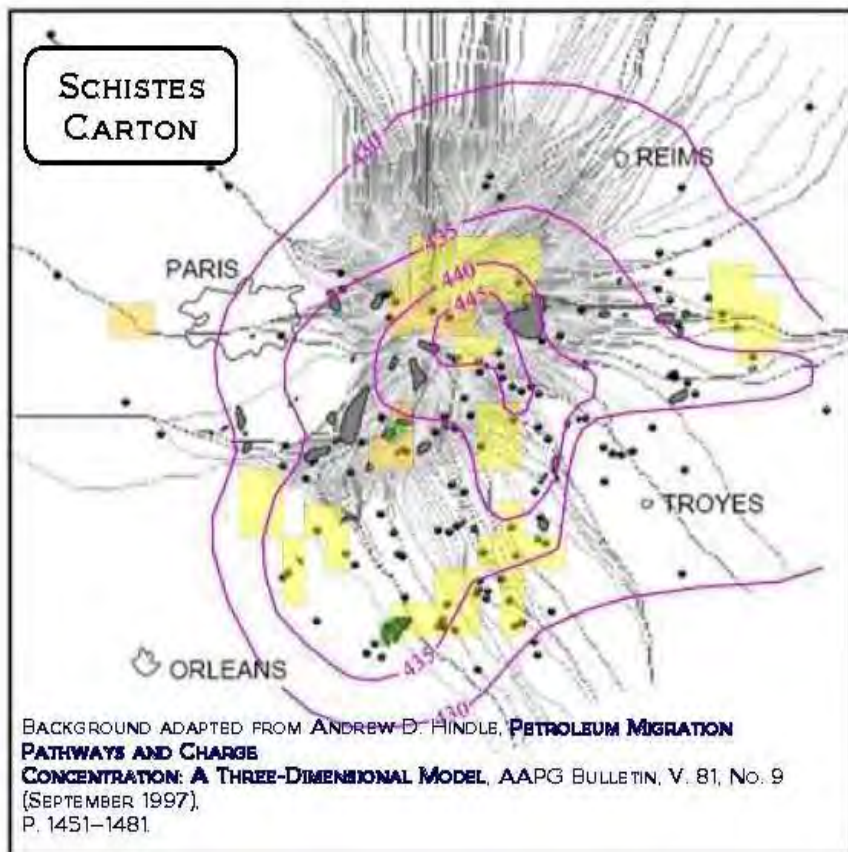 SCHISTES
CARTON
430
REIMS
435
PARIS
440
445
TROYES
ORLEANS
435
430
BACKGROUND ADAPTED FROM ANDREW D. HINDLE, PETROLEUM MIGRATION
PATHWAYS AND CHARGE
CONCENTRATION: A THREE-DIMENSIONAL MODEL, AAPG BULLETIN, V. 81, NO. 9
(SEPTEMBER 1997),
P. 1451–1481.